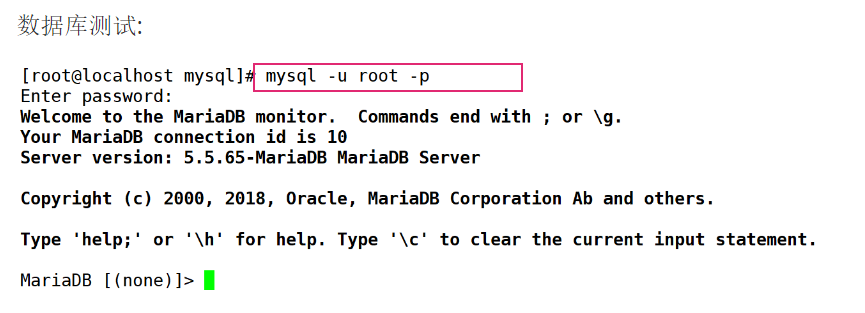 数据库测试:
[root@localhost mysql]# mysql -u root -p
Enter password:
Welcome to the MariaDB monitor.  Commands end with ; or \g.
Your MariaDB connection id is 10
Server version: 5.5.65-MariaDB MariaDB Server
Copyright (c) 2000, 2018, Oracle, MariaDB Corporation Ab and others.
Type 'help;' or '\h' for help. Type '\c' to clear the current input statement.
MariaDB [(none)]>